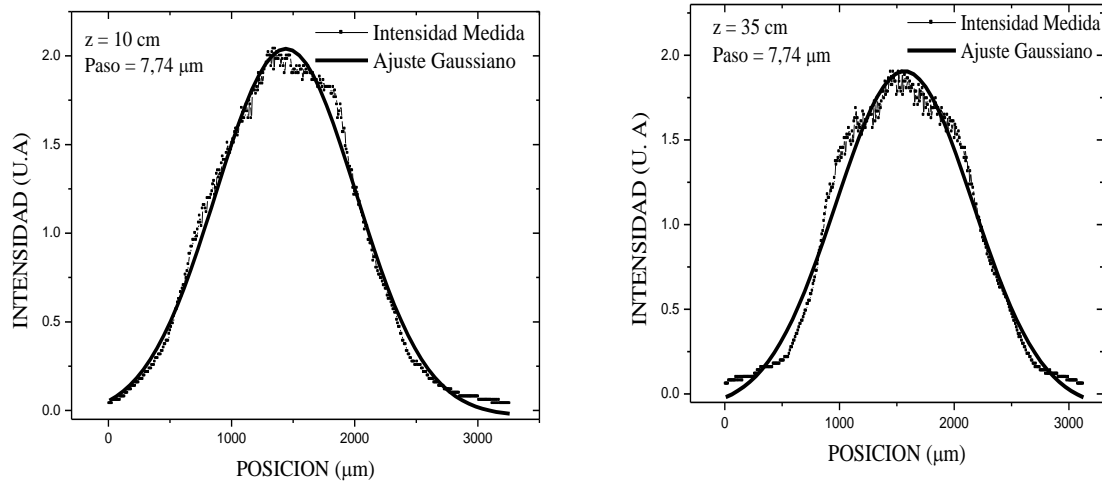 z = 10 cm
Paso = 7,74 μm
Intensidad Medida
Ajuste Gaussiano
INTENSIDAD (U.A)
2.0
1.5
1.0
0.5
0.0
0
1000
2000
3000
POSICION (μm)
z = 35 cm
Paso = 7,74 μm
Intensidad Medida
Ajuste Gaussiano
INTENSIDAD (U. A)
2.0
1.5
1.0
0.5
0.0
0
1000
2000
3000
POSICION (μm)